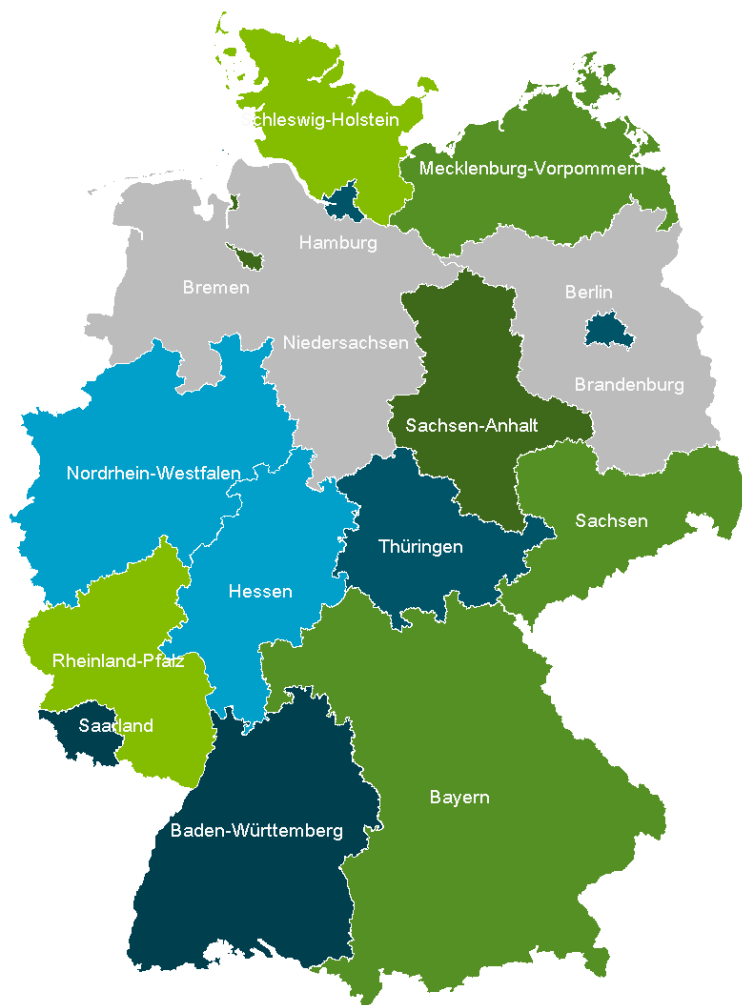 Schleswig-Holstein
Mecklenburg-Vorpommern
Hamburg
Bremen
Berlin
Niedersachsen
Brandenburg
Sachsen-Anhalt
Nordrhein-Westfalen
Sachsen
Thüringen
Hessen
Rheinland-Pfalz
Saarland
Bayern
Baden-Württemberg